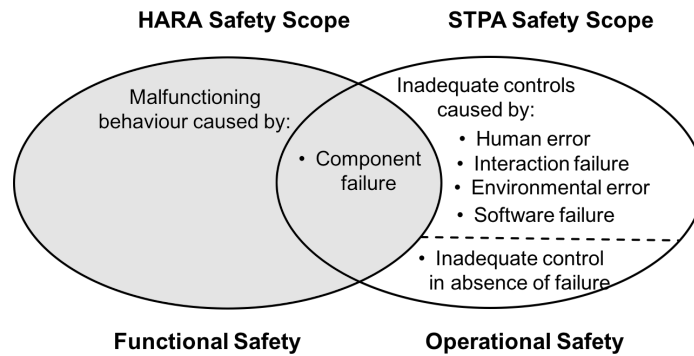 HARA Safety Scope
STPA Safety Scope
Malfunctioning
behaviour caused by:
• Component
failure
Inadequate controls
caused by:
• Human error
• Interaction failure
• Environmental error
• Software failure
• Inadequate control
in absence of failure
Functional Safety
Operational Safety